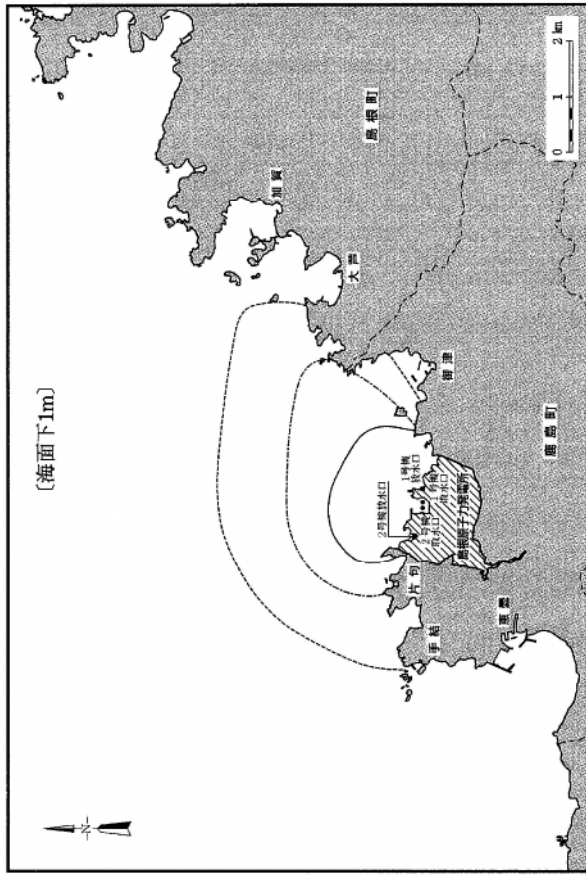 〔海面下1m〕
N
加賀
島根町
大芦
御津
1号機
放水口
2号機放水口
1号機
取水口
2号機
取水口
島根原子力発電所
片句
手結
恵曇
鹿島町
0 1 2 km